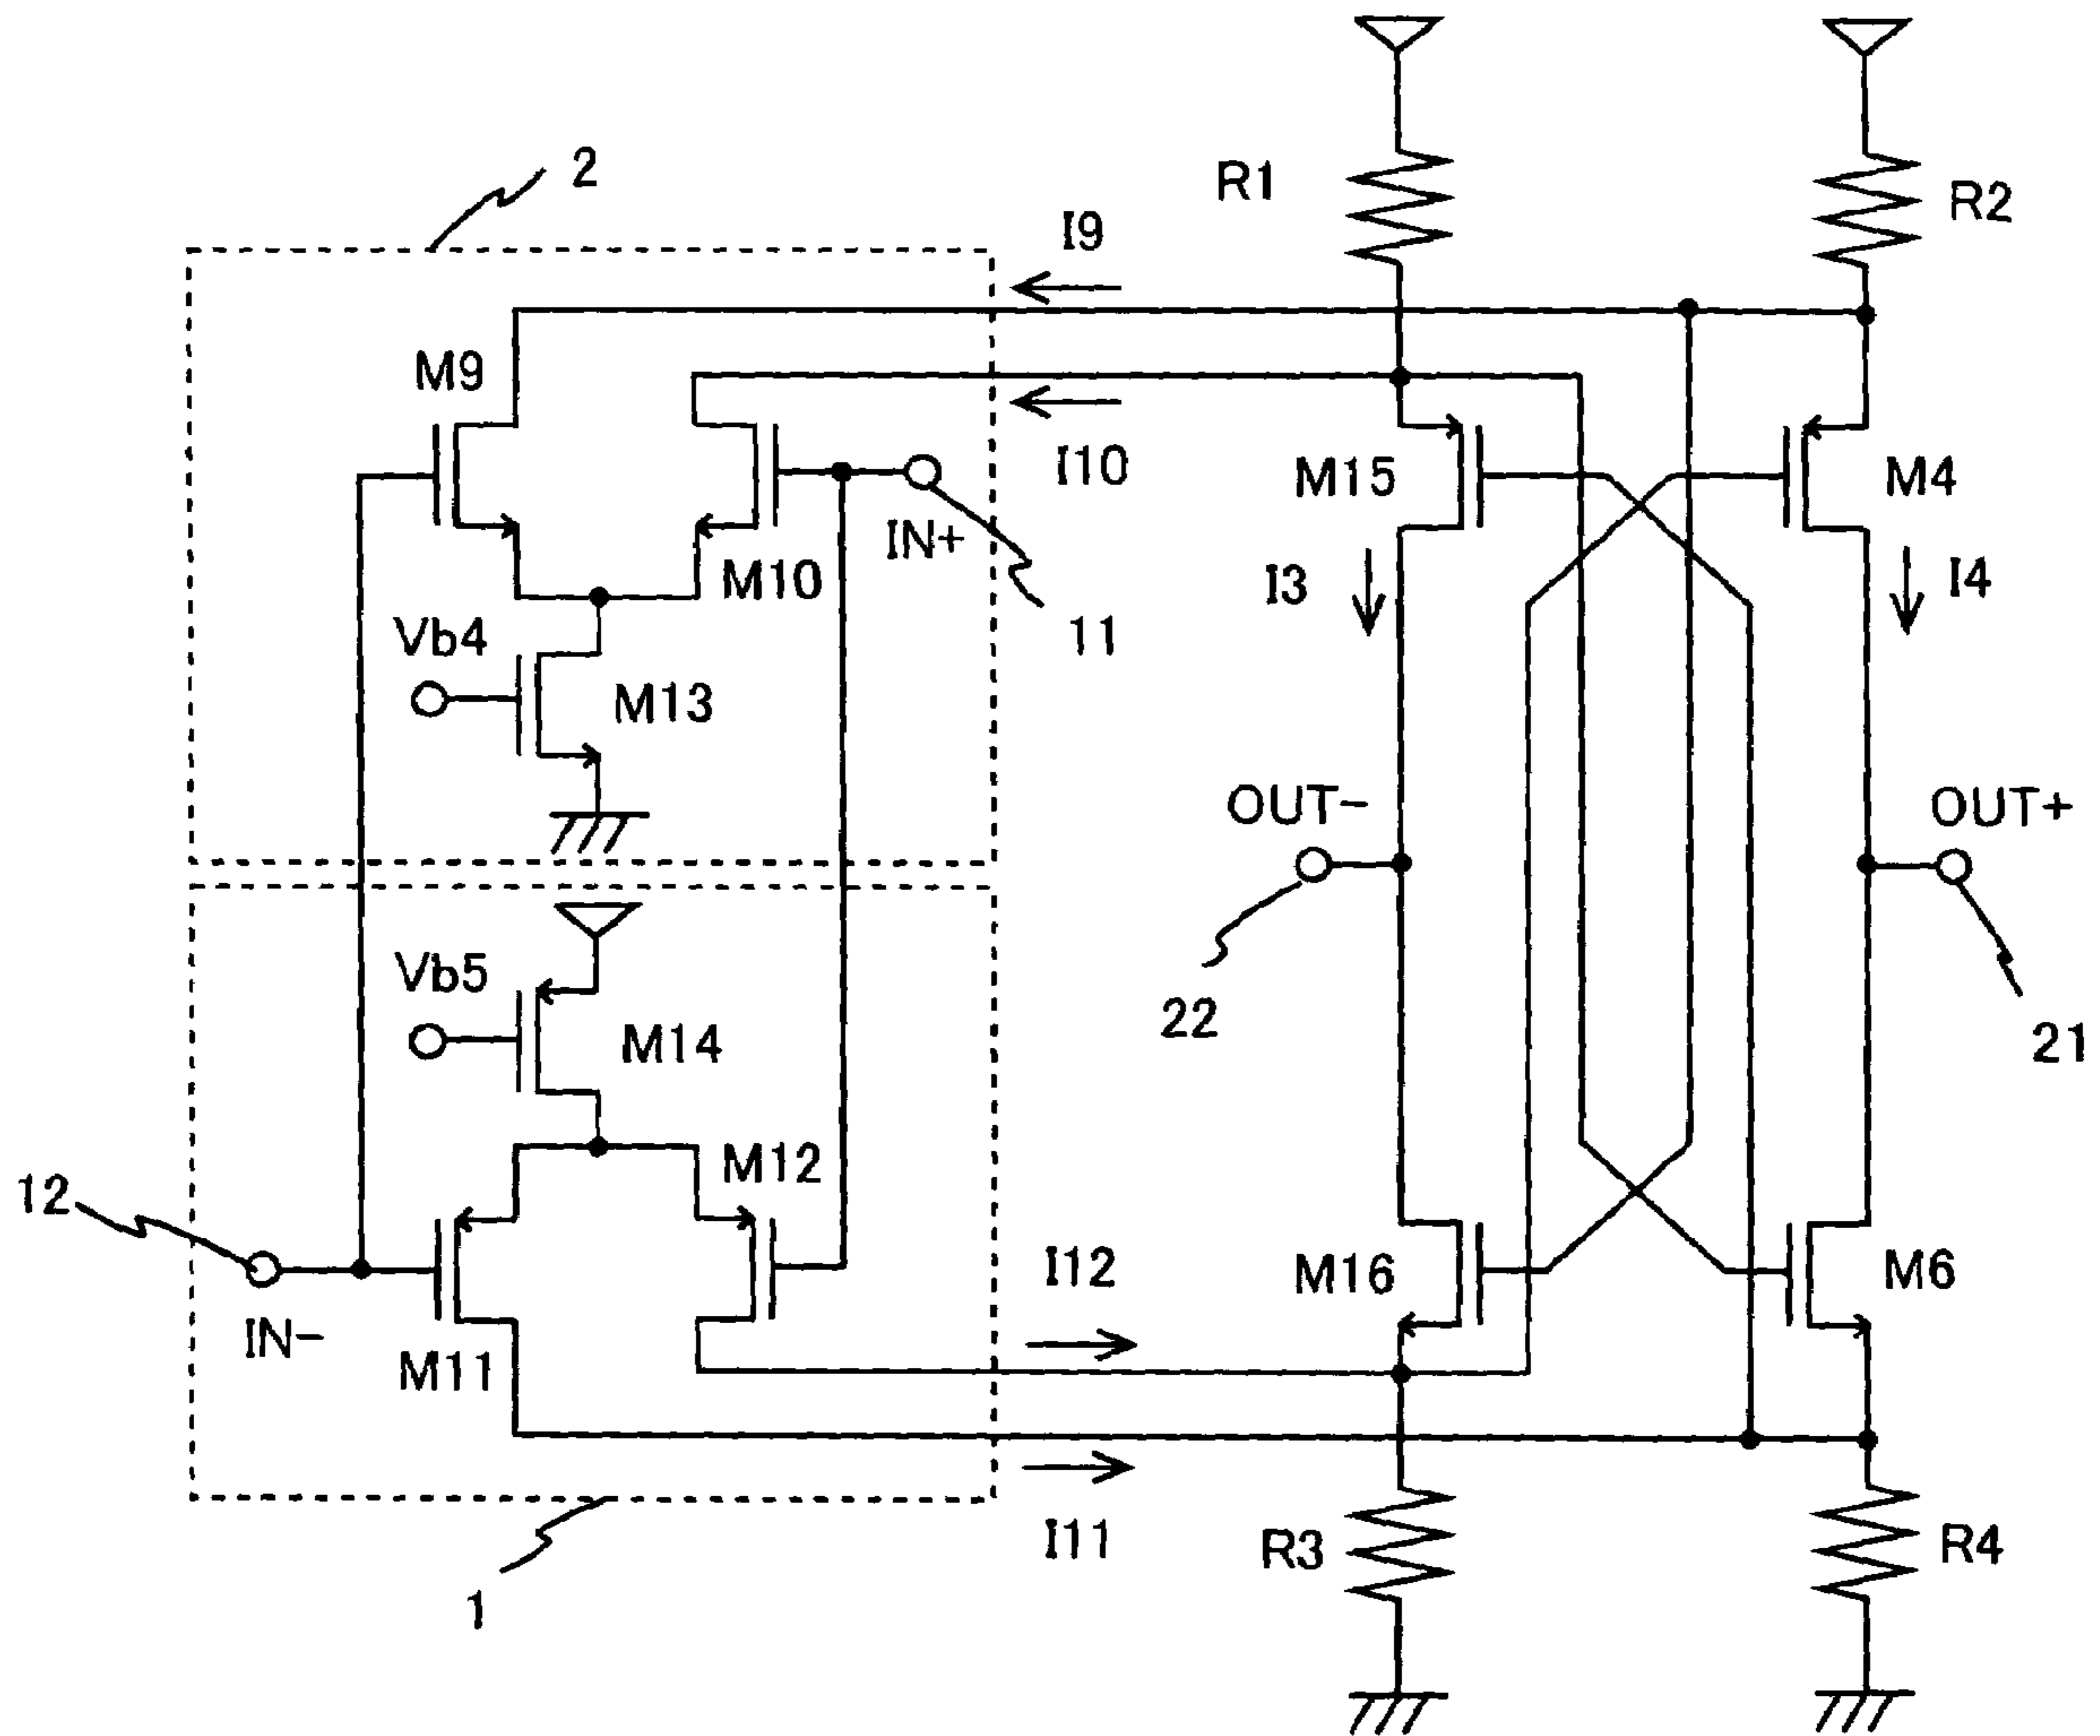 2
R1
R2
I9
M9
I10
M15
M4
IN+
M10
I3
I4
Vb4
11
M13
OUT-
OUT+
Vb5
22
M14
21
M12
12
I12
M16
M6
IN-
M11
I11
R3
R4
1